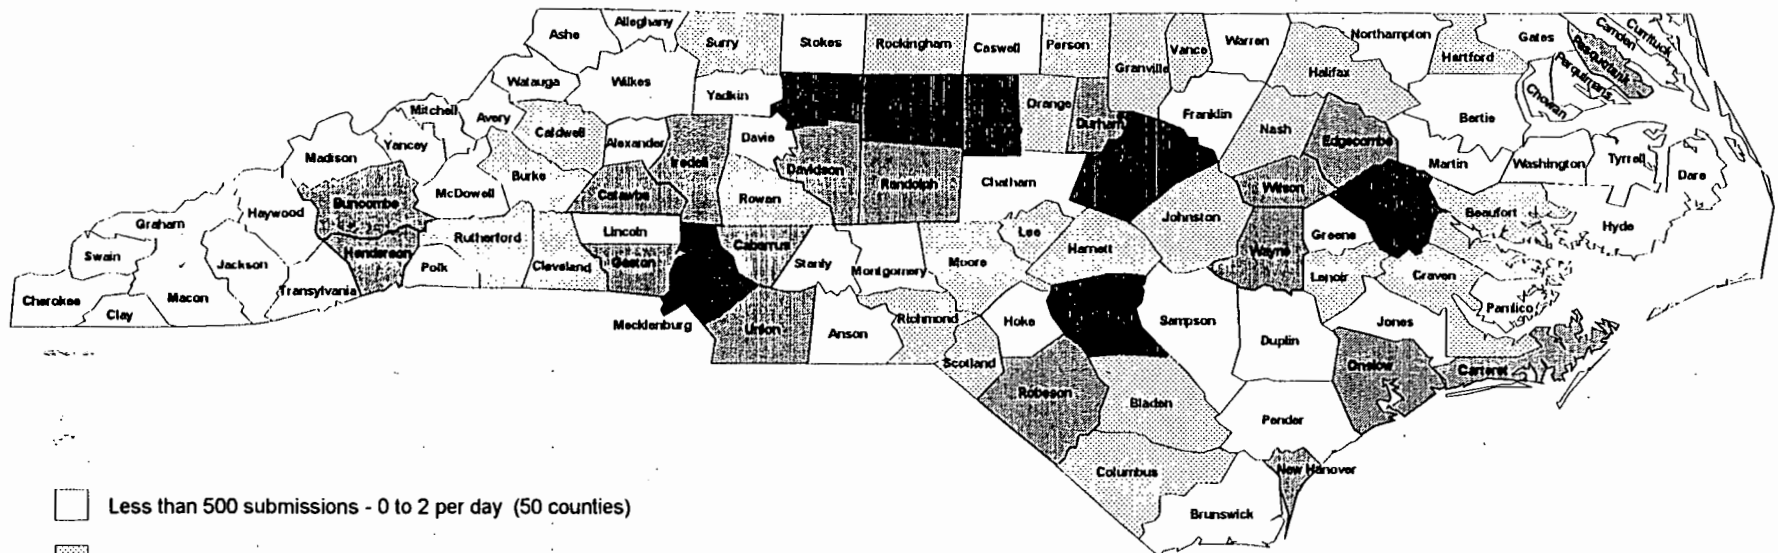 Ashe
Alleghany
Surry
Stokes
Rockingham
Caswell
Person
Granville
Vance
Warren
Northampton
Halifax
Hartford
Gates
Camden
Currituck
Pasquotank
Perquimans
Chowan
Watauga
Wilkes
Yadkin
Mitchell
Avery
Caldwell
Alexander
Iredell
Davie
Davidson
Randolph
Orange
Durham
Franklin
Nash
Edgecombe
Bertie
Martin
Washington
Tyrrell
Dare
Madison
Yancey
McDowell
Burke
Catawba
Rowan
Chatham
Wilson
Johnston
Greene
Beaufort
Hyde
Buncombe
Haywood
Graham
Swain
Jackson
Henderson
Rutherford
Polk
Cleveland
Lincoln
Gaston
Cabarrus
Stanly
Montgomery
Moore
Lee
Harnett
Wayne
Lenoir
Craven
Pamlico
Cherokee
Clay
Macon
Transylvania
Mecklenburg
Union
Anson
Richmond
Hoke
Scotland
Sampson
Duplin
Jones
Onslow
Carteret
Robeson
Bladen
Pender
Columbus
New Hanover
Brunswick
Less than 500 submissions - 0 to 2 per day (50 counties)